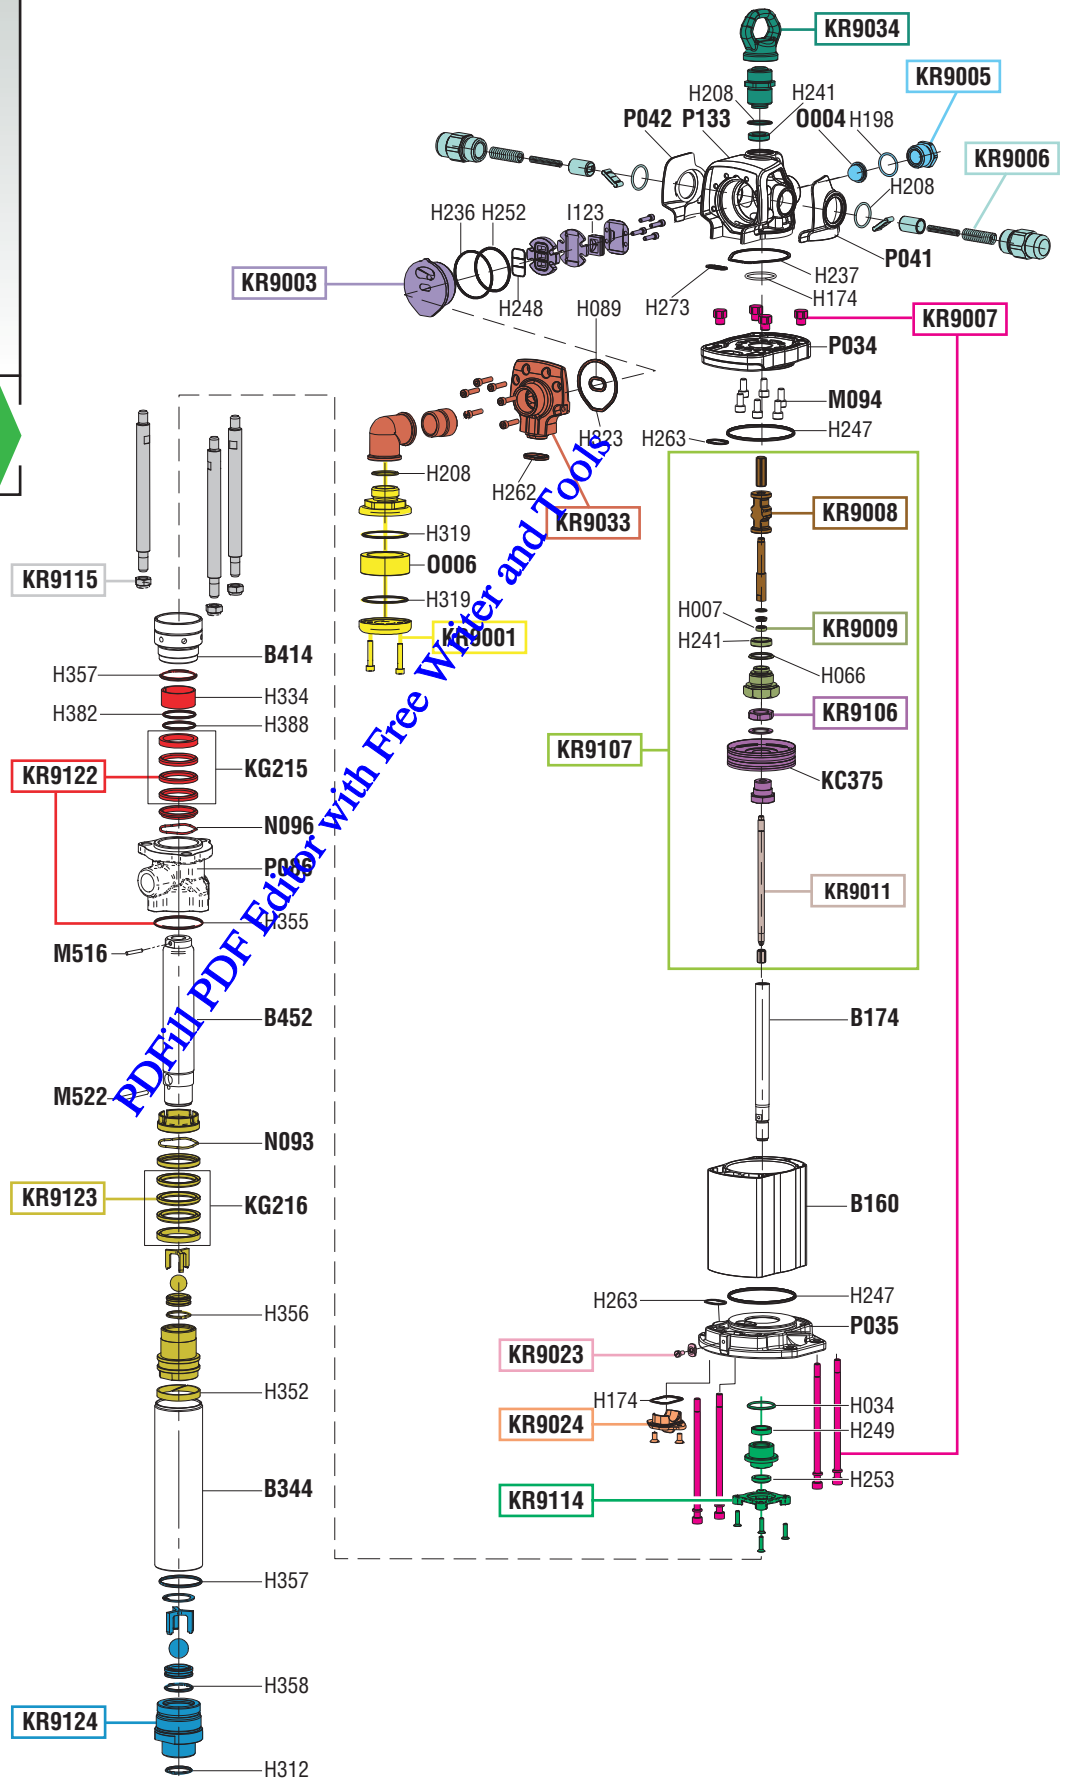 KR9034
KR9005
H208
H241
P042
P133
O004
H198
KR9006
H208
H236
H252
I123
P041
KR9003
H237
H248
H273
H174
H089
KR9007
P034
M094
H323
H263
H247
H208
H262
KR9033
KR9008
H319
O006
KR9115
H319
H007
KR9009
KR9001
H241
B414
H066
H357
H334
H382
H388
KR9106
KR9107
KR9122
KG215
KC375
N096
P086
KR9011
H355
M516
B452
B174
M522
N093
KR9123
KG216
B160
H263
H247
H356
P035
KR9023
H352
H174
H034
KR9024
H249
H253
B344
KR9114
H357
H358
KR9124
H312
PDFill PDF Editor with Free Writer and Tools